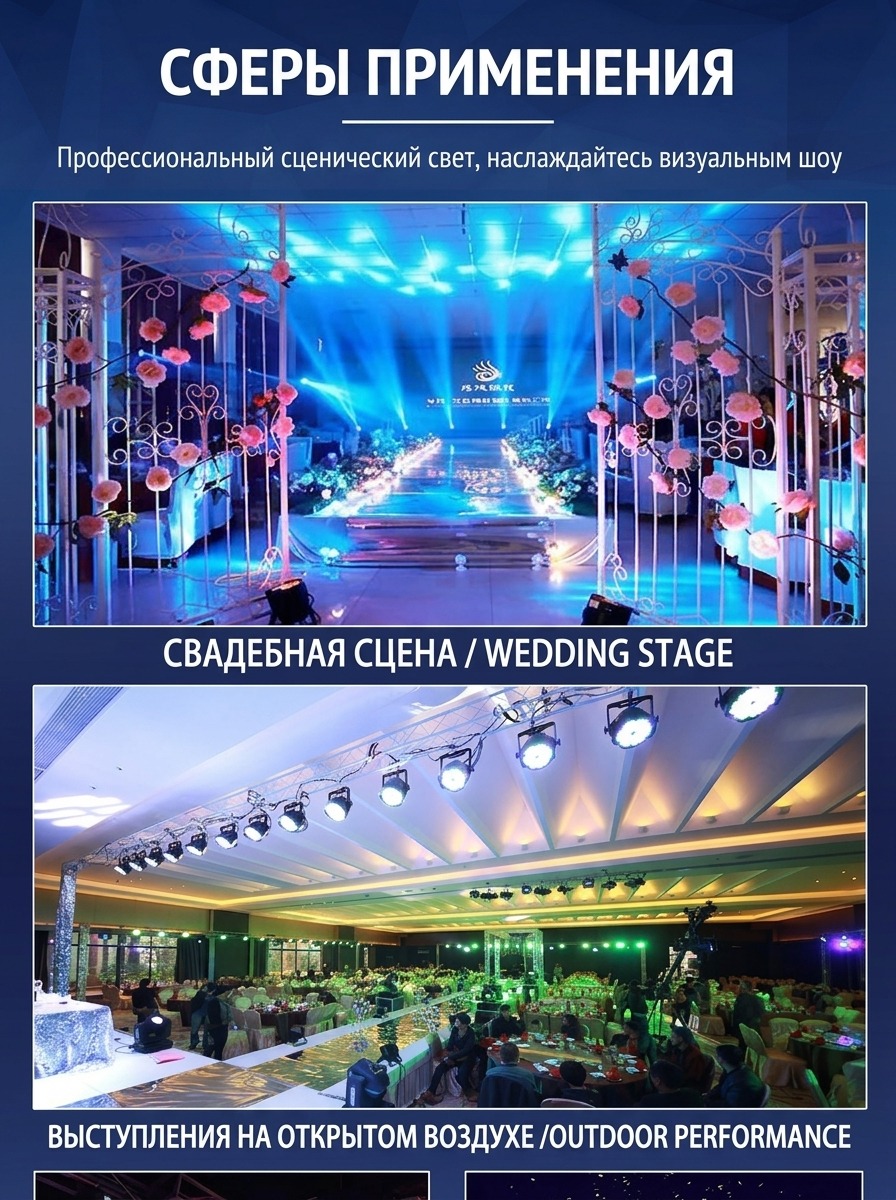 СФЕРЫ ПРИМЕНЕНИЯ
Профессиональный сценический свет, наслаждайтесь визуальным шоу
СВАДЕБНАЯ СЦЕНА / WEDDING STAGE
ВЫСТУПЛЕНИЯ НА ОТКРЫТОМ ВОЗДУХЕ /OUTDOOR PERFORMANCE